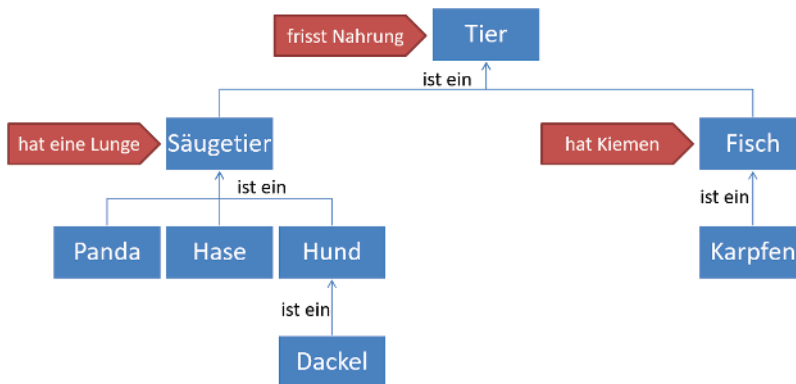 frisst Nahrung
Tier
ist ein
hat eine Lunge
Säugetier
hat Kiemen
Fisch
ist ein
ist ein
Panda
Hase
Hund
Karpfen
ist ein
Dackel